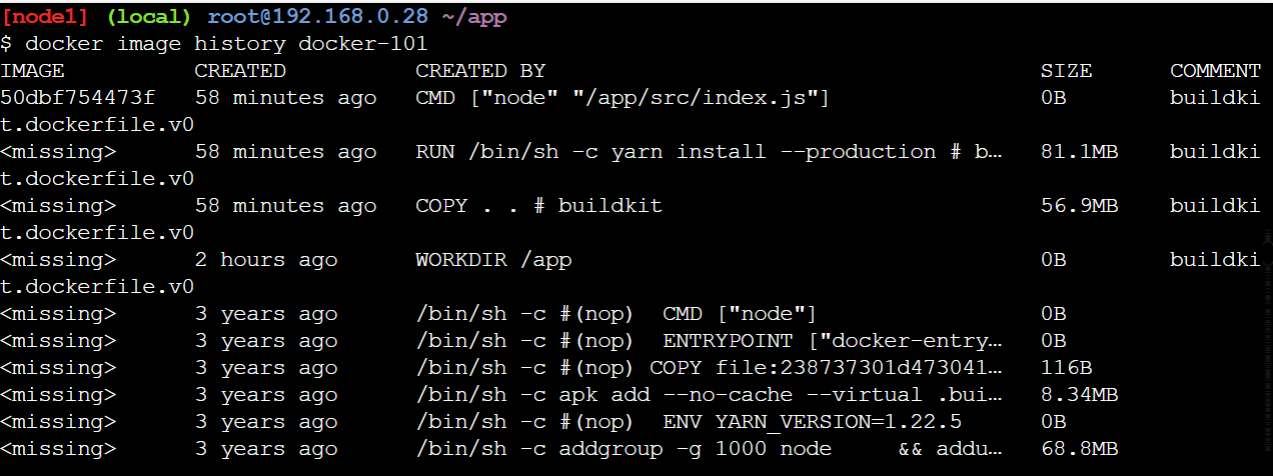 [node1] (local) root@192.168.0.28 ~/app
$ docker image history docker-101
IMAGE          CREATED          CREATED BY                                      SIZE      COMMENT
50dbf754473f   58 minutes ago   CMD ["node" "/app/src/index.js"]                0B        buildki
t.dockerfile.v0
<missing>      58 minutes ago   RUN /bin/sh -c yarn install --production # b…   81.1MB    buildki
t.dockerfile.v0
<missing>      58 minutes ago   COPY . . # buildkit                             56.9MB    buildki
t.dockerfile.v0
<missing>      2 hours ago      WORKDIR /app                                    0B        buildki
t.dockerfile.v0
<missing>      3 years ago      /bin/sh -c #(nop)  CMD ["node"]                 0B
<missing>      3 years ago      /bin/sh -c #(nop)  ENTRYPOINT ["docker-entry…   0B
<missing>      3 years ago      /bin/sh -c #(nop) COPY file:238737301d473041…   116B
<missing>      3 years ago      /bin/sh -c apk add --no-cache --virtual .bui…   8.34MB
<missing>      3 years ago      /bin/sh -c #(nop)  ENV YARN_VERSION=1.22.5      0B
<missing>      3 years ago      /bin/sh -c addgroup -g 1000 node     && addu…   68.8MB